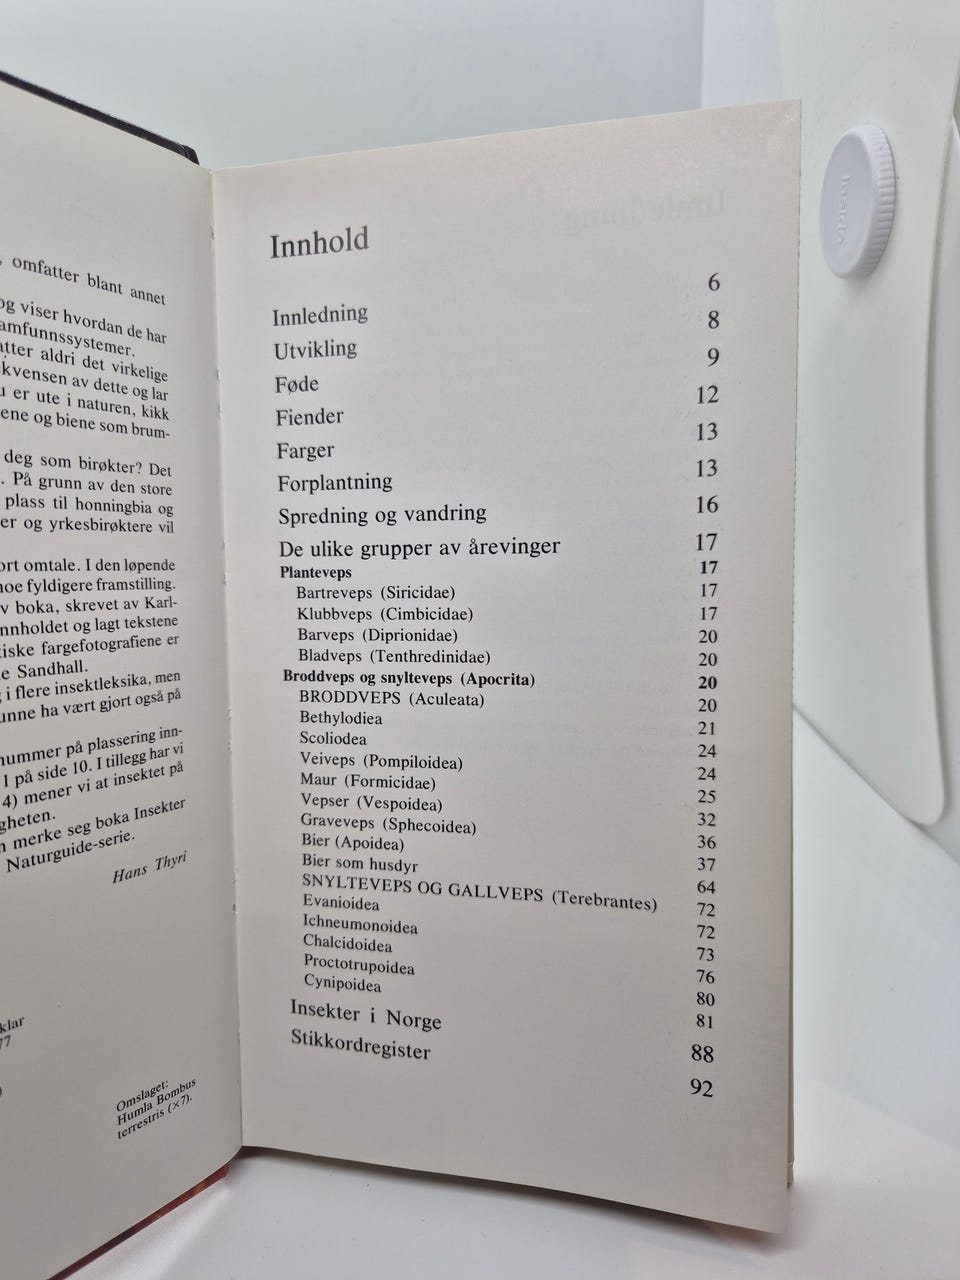 omfatter blant annet
og viser hvordan de har
amfunnssystemer.
atter aldri det virkelige
kvensen av dette og lar
u er ute i naturen, kikk
ene og biene som brum-
deg som birøkter? Det
. På grunn av den store
plass til honningbia og
er og yrkesbirøktere vil
ort omtale. I den løpende
noe fyldigere framstilling.
v boka, skrevet av Karl-
nnholdet og lagt tekstene
tiske fargefotografiene er
e Sandhall.
g i flere insektleksika, men
unne ha vært gjort også på
nummer på plassering inn-
1 på side 10. I tillegg har vi
4) mener vi at insektet på
gheten.
n merke seg boka Insekter
Naturguide-serie.
Hans Thyri
klar
77
Omslaget:
Humla Bombus
terrestris (×7).
Innhold
Innledning 6
Utvikling 8
Føde 9
Fiender 12
Farger 13
Forplantning 13
Spredning og vandring 16
De ulike grupper av årevinger 17
Planteveps 17
Bartreveps (Siricidae) 17
Klubbveps (Cimbicidae) 17
Barveps (Diprionidae) 20
Bladveps (Tenthredinidae) 20
Broddveps og snylteveps (Apocrita) 20
BRODDVEPS (Aculeata) 20
Bethylodiea 21
Scoliodea 24
Veiveps (Pompiloidea) 24
Maur (Formicidae) 25
Vepser (Vespoidea) 32
Graveveps (Sphecoidea) 36
Bier (Apoidea) 37
Bier som husdyr 64
SNYLTEVEPS OG GALLVEPS (Terebrantes) 72
Evanioidea 72
Ichneumonoidea 73
Chalcidoidea 76
Proctotrupoidea 80
Cynipoidea 81
Insekter i Norge 88
Stikkordregister 92